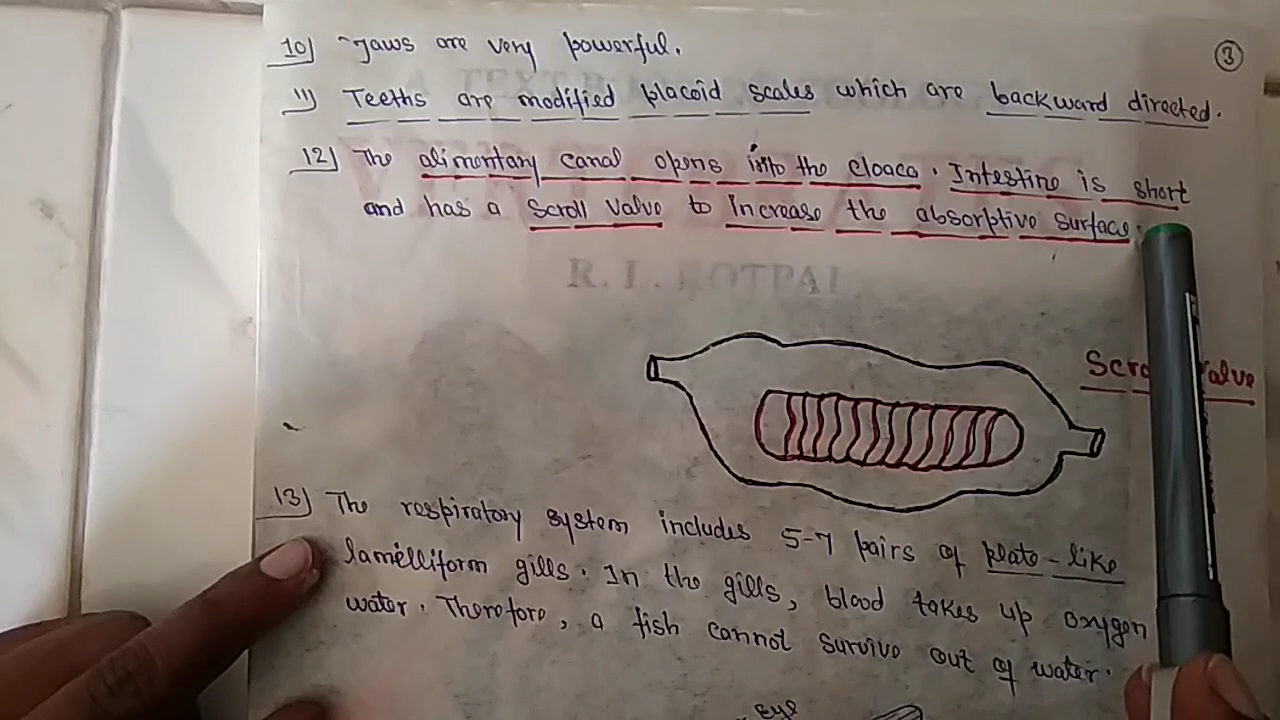 3
10) Jaws are very powerful.
11) Teeths are modified placoid scales which are backward directed.
12) The alimentary canal opens into the cloaca. Intestine is short
and has a scroll valve to increase the absorptive surface.
R. L. KOTPAL
13) The respiratory system includes 5-7 pairs of plate-like
lamelliform gills. In the gills, blood takes up oxygen
water. Therefore, a fish cannot survive out of water.
Eye